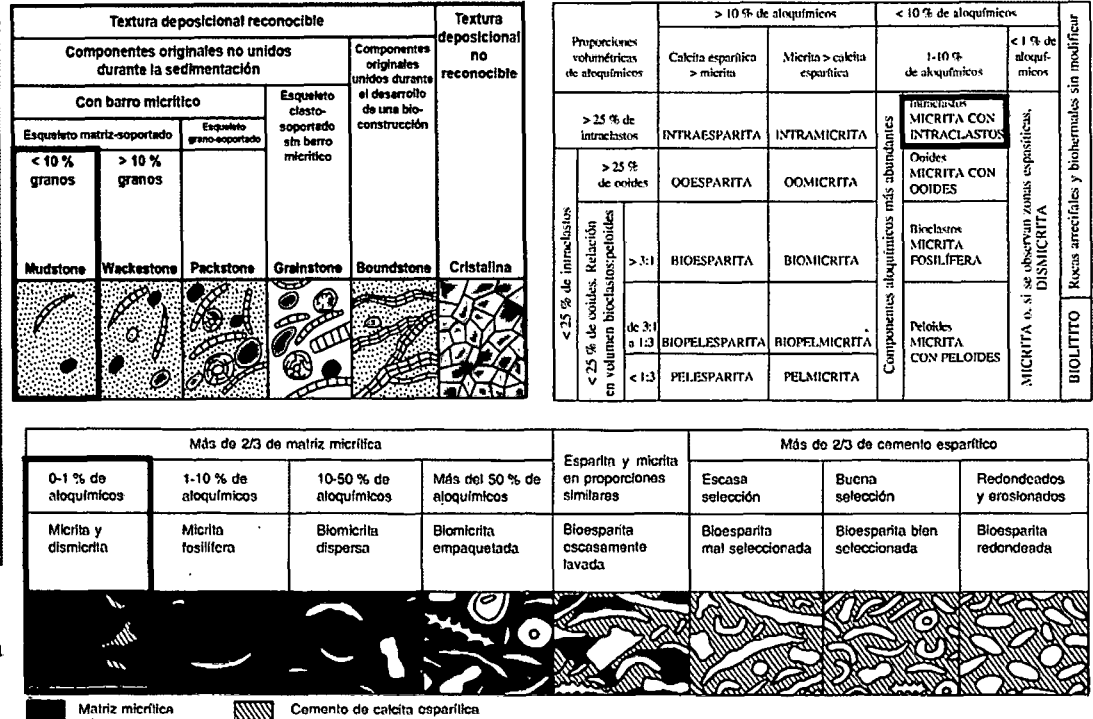 Textura deposicional reconocible
Textura
deposicional
no
reconocible
Componentes originales no unidos
durante la sedimentación
Componentes
originales
unidos durante
el desarrollo
de una bio-
construcción
Con barro micrítico
Esqueleto
clasto-
soportado
sin barro
micrítico
Esqueleto matriz-soportado
Esqueleto
grano-soportado
< 10 %
granos
> 10 %
granos
Mudstone
Wackestone
Packstone
Grainstone
Boundstone
Cristalina
> 10 % de aloquímicos
< 10 % de aloquímicos
Proporciones
volumétricas
de aloquímicos
Calcita esparítica
> micrita
Micrita > calcita
esparítica
1-10 %
de aloquímicos
< 1 % de
aloquí-
micos
> 25 % de
intraclastos
INTRAESPARITA
INTRAMICRITA
Intraclastos
MICRITA CON
INTRACLASTOS
< 25 % de intraclastos
> 25 %
de ooides
OOESPARITA
OOMICRITA
Ooides
MICRITA CON
OOIDES
< 25 % de ooides. Relación
en volumen bioclastos:peloides
> 3:1
BIOESPARITA
BIOMICRITA
Bioclastos
MICRITA
FOSILÍFERA
de 3:1
a 1:3
BIOPELESPARITA
BIOPELMICRITA
Peloides
MICRITA
CON PELOIDES
< 1:3
PELESPARITA
PELMICRITA
Componentes aloquímicos más abundantes
MICRITA o, si se observan zonas espasíticas,
DISMICRITA
Rocas arrecifales y biohermales sin modificar
BIOLITITO
Más de 2/3 de matriz micrítica
Esparita y micrita
en proporciones
similares
Más de 2/3 de cemento esparítico
0-1 % de
aloquímicos
1-10 % de
aloquímicos
10-50 % de
aloquímicos
Más del 50 % de
aloquímicos
Escasa
selección
Buena
selección
Redondeados
y erosionados
Micrita y
dismicrita
Micrita
fosilífera
Biomicrita
dispersa
Biomicrita
empaquetada
Bioesparita
escasamente
lavada
Bioesparita
mal seleccionada
Bioesparita bien
seleccionada
Bioesparita
redondeada
Matriz micrítica
Cemento de calcita esparítica